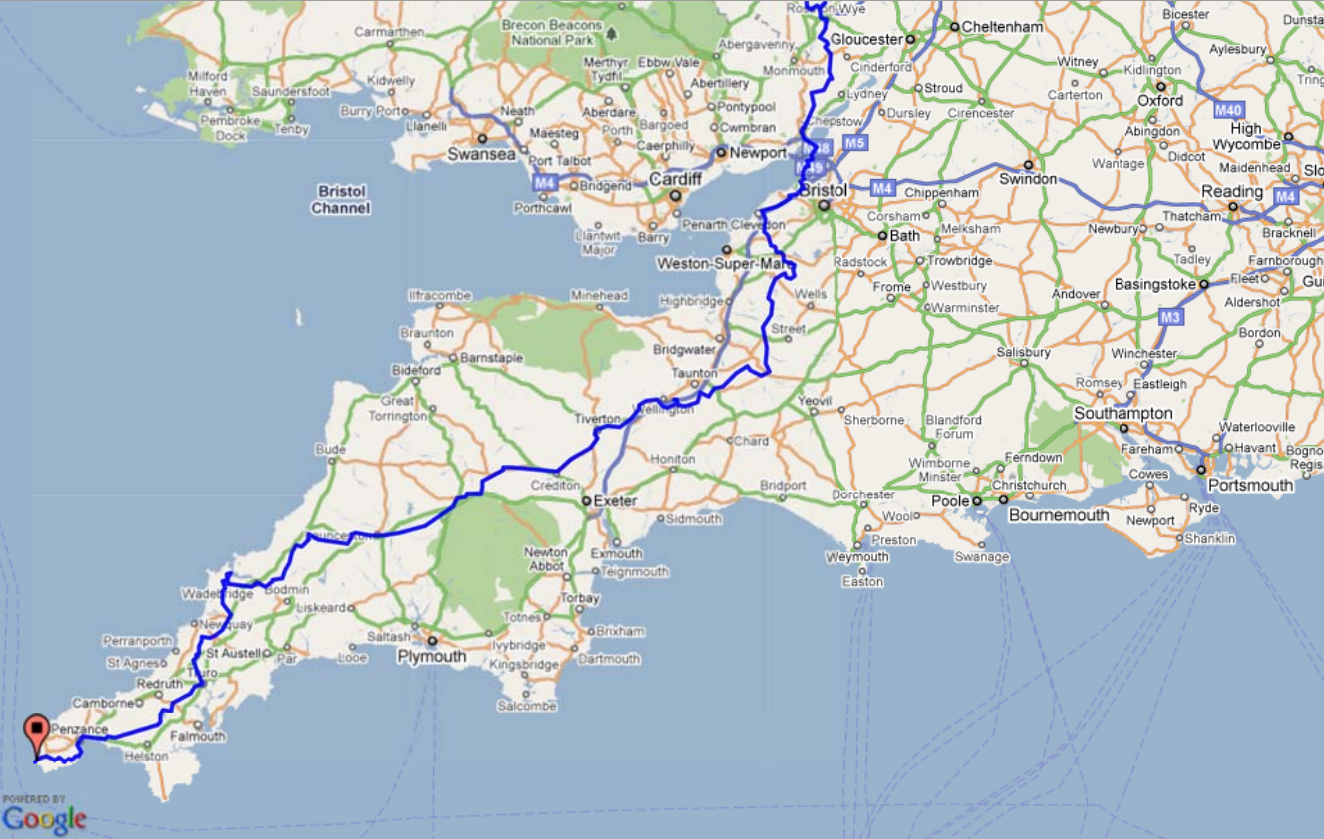 Ross-on-Wye
Cheltenham
Bicester
Dunsta
Brecon Beacons
National Park
Carmarthen
Abergavenny
Gloucester
Aylesbury
Merthyr
Tydfil
Ebbw Vale
Monmouth
Cinderford
Witney
Kidlington
Tring
Milford
Haven
Kidwelly
Saundersfoot
Abertillery
Lydney
Stroud
Carterton
Oxford
M40
Burry Port
Neath
Aberdare
Pontypool
Dursley
Cirencester
Pembroke
Dock
Tenby
Llanelli
Maesteg
Porth
Bargoed
Cwmbran
Chepstow
Abingdon
High
Wycombe
Swansea
Port Talbot
Caerphilly
Newport
M48
M5
Wantage
Didcot
Maidenhead
Slo
M4
Bridgend
Cardiff
M49
Swindon
Bristol
Channel
Porthcawl
Bristol
M4
Chippenham
Reading
M4
Llantwit
Major
Barry
Penarth
Clevedon
Corsham
Melksham
Newbury
Thatcham
Bracknell
Bath
Weston-Super-Mare
Radstock
Trowbridge
Tadley
Farnborough
Ilfracombe
Minehead
Highbridge
Wells
Frome
Westbury
Warminster
Andover
Basingstoke
Fleet
Gui
Aldershot
M3
Braunton
Barnstaple
Bridgwater
Street
Salisbury
Winchester
Bordon
Bideford
Taunton
Romsey
Eastleigh
Great
Torrington
Tiverton
Wellington
Yeovil
Sherborne
Blandford
Forum
Southampton
Waterlooville
Bude
Chard
Fareham
Havant
Bogno
Regis
Honiton
Wimborne
Minster
Ferndown
Cowes
Portsmouth
Crediton
Exeter
Bridport
Dorchester
Poole
Christchurch
Bournemouth
Ryde
Sidmouth
Wool
Newport
Launceston
Newton
Abbot
Exmouth
Preston
Weymouth
Swanage
Shanklin
Teignmouth
Easton
Wadebridge
Bodmin
Liskeard
Torbay
Newquay
Totnes
Perranporth
Saltash
Ivybridge
Brixham
St Agnes
St Austell
Par
Looe
Plymouth
Kingsbridge
Dartmouth
Truro
Redruth
Salcombe
Camborne
Penzance
Falmouth
Helston
POWERED BY
Google